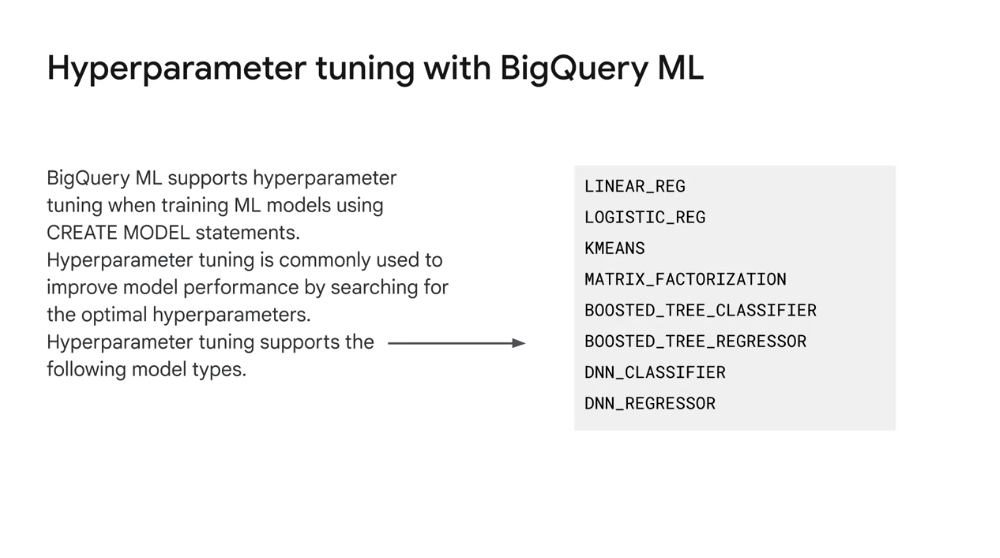 Hyperparameter tuning with BigQuery ML
BigQuery ML supports hyperparameter
tuning when training ML models using
CREATE MODEL statements.
Hyperparameter tuning is commonly used to
improve model performance by searching for
the optimal hyperparameters.
Hyperparameter tuning supports the
following model types.
LINEAR_REG
LOGISTIC_REG
KMEANS
MATRIX_FACTORIZATION
BOOSTED_TREE_CLASSIFIER
BOOSTED_TREE_REGRESSOR
DNN_CLASSIFIER
DNN_REGRESSOR